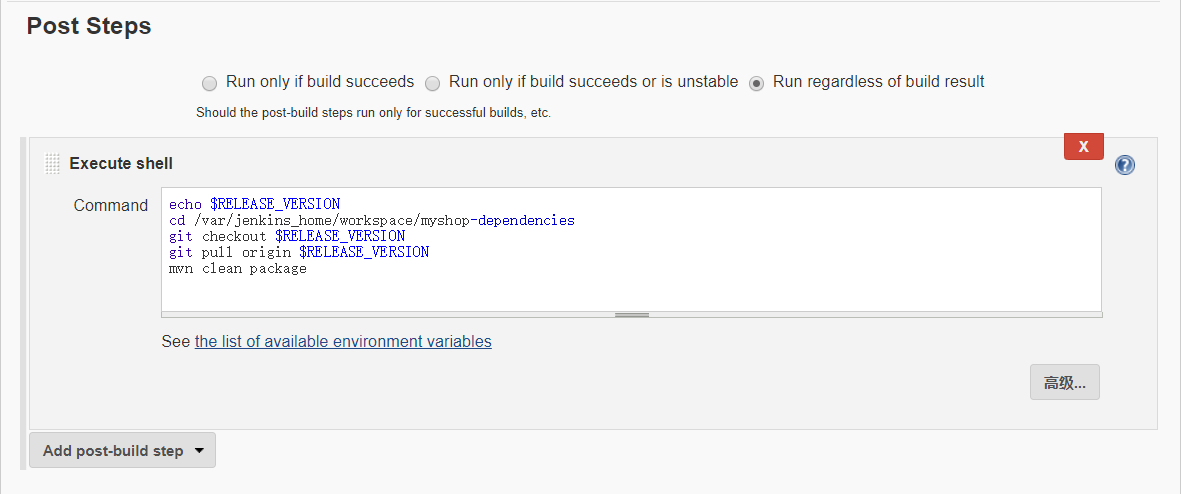 Post Steps
Run only if build succeeds Run only if build succeeds or is unstable Run regardless of build result
Should the post-build steps run only for successful builds, etc.
X
Execute shell
?
Command
echo $RELEASE_VERSION
cd /var/jenkins_home/workspace/myshop-dependencies
git checkout $RELEASE_VERSION
git pull origin $RELEASE_VERSION
mvn clean package
See the list of available environment variables
高级...
Add post-build step